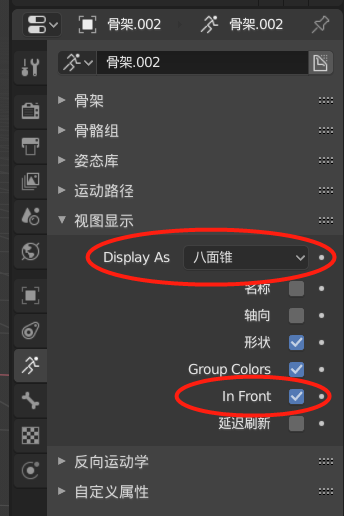 骨架.002 骨架.002
骨架.002
骨架
骨骼组
姿态库
运动路径
视图显示
Display As 八面锥
名称
轴向
形状
Group Colors
In Front
延迟刷新
反向运动学
自定义属性